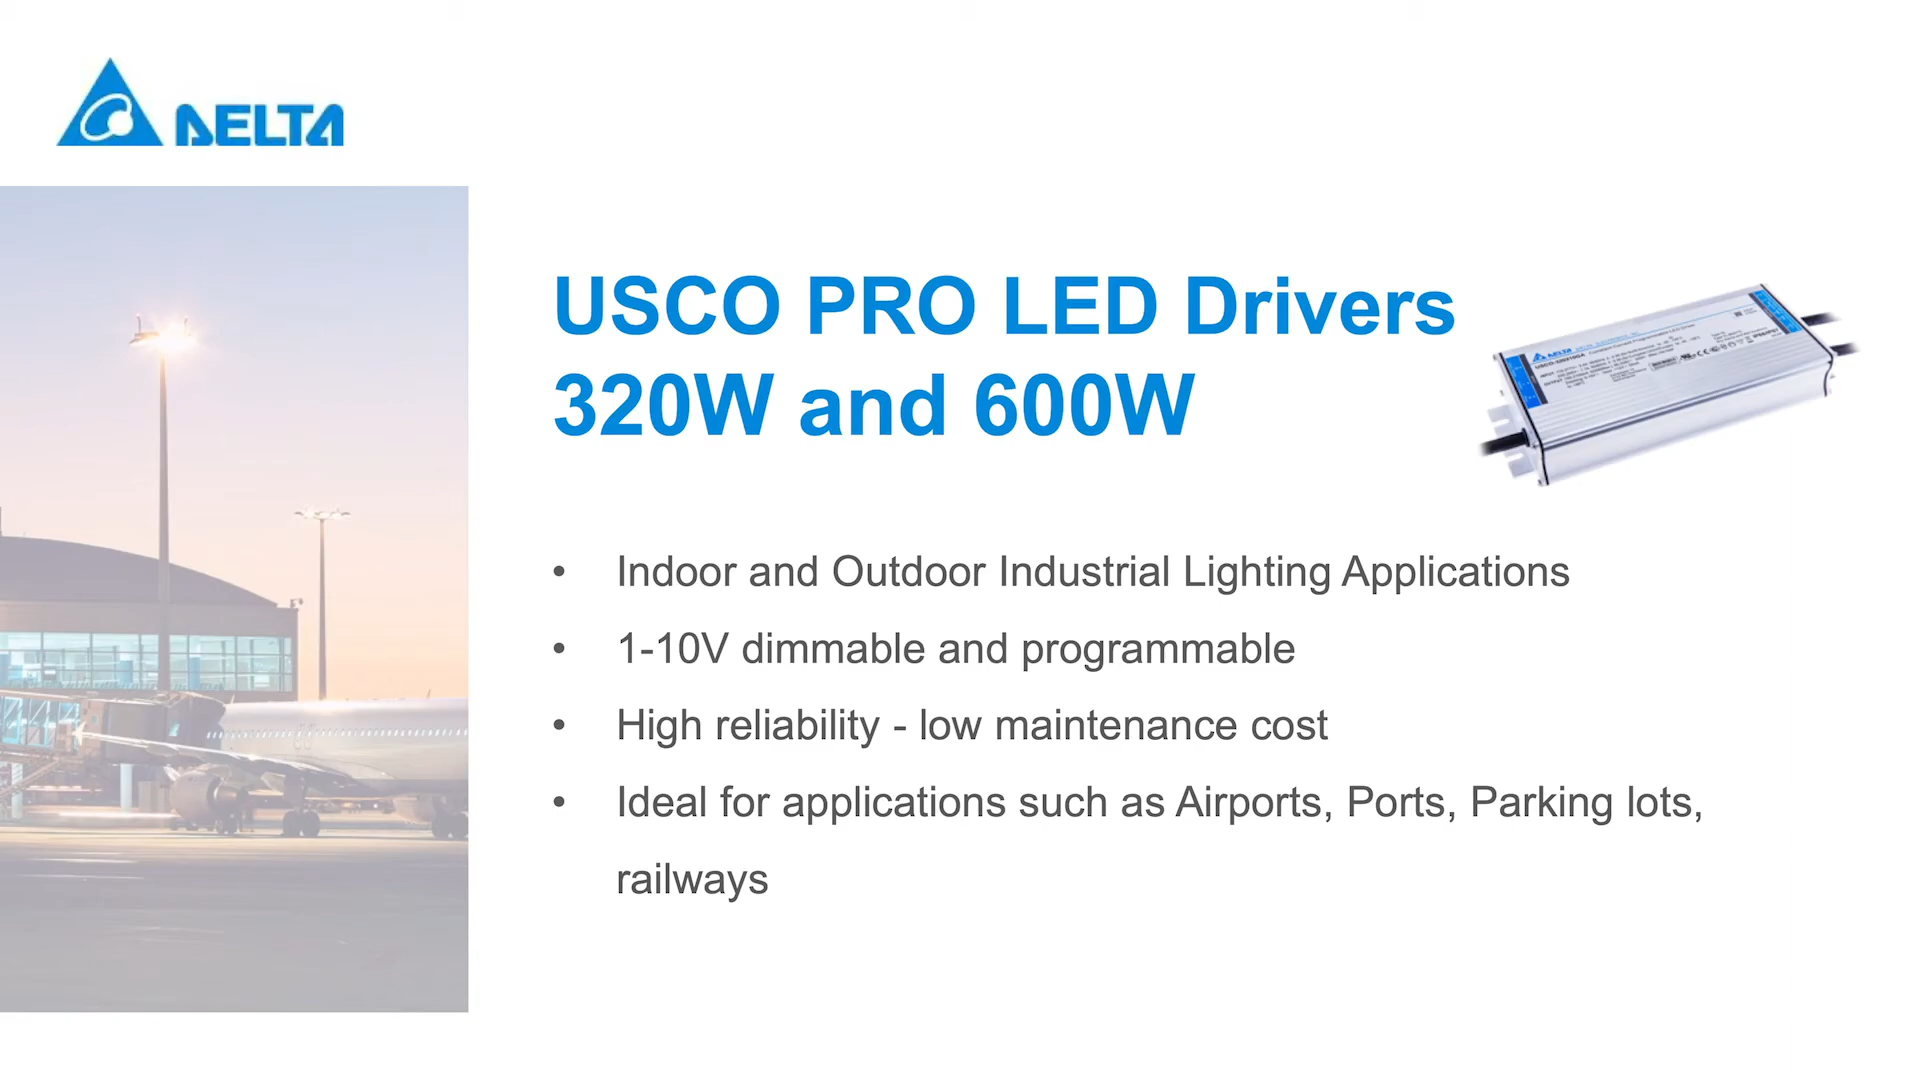 DELTA
USCO PRO LED Drivers
320W and 600W
DELTA
• Indoor and Outdoor Industrial Lighting Applications
• 1-10V dimmable and programmable
• High reliability - low maintenance cost
• Ideal for applications such as Airports, Ports, Parking lots,
railways